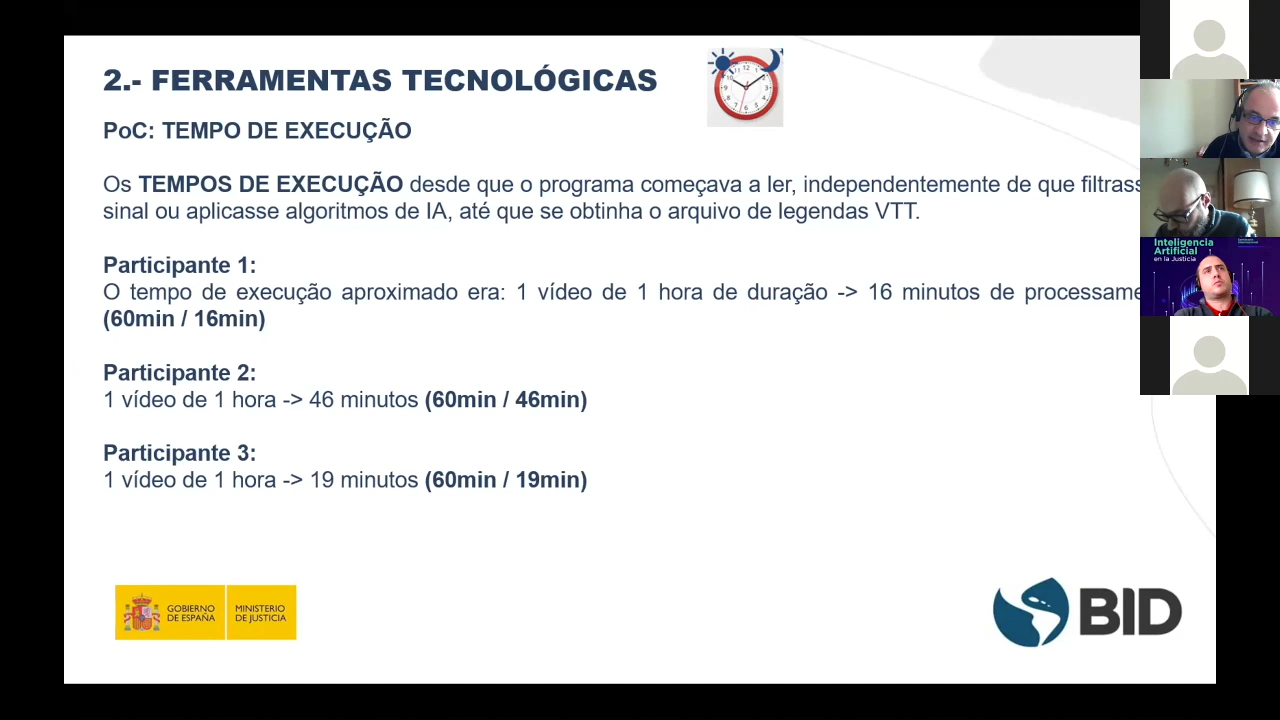 2.- FERRAMENTAS TECNOLÓGICAS
PoC: TEMPO DE EXECUÇÃO
Os TEMPOS DE EXECUÇÃO desde que o programa começava a ler, independentemente de que filtrass
sinal ou aplicasse algoritmos de IA, até que se obtinha o arquivo de legendas VTT.
Participante 1:
O tempo de execução aproximado era: 1 vídeo de 1 hora de duração -> 16 minutos de processame
(60min / 16min)
Participante 2:
1 vídeo de 1 hora -> 46 minutos (60min / 46min)
Participante 3:
1 vídeo de 1 hora -> 19 minutos (60min / 19min)
GOBIERNO
DE ESPAÑA
MINISTERIO
DE JUSTICIA
BID
Inteligencia
Artificial
en la Justicia